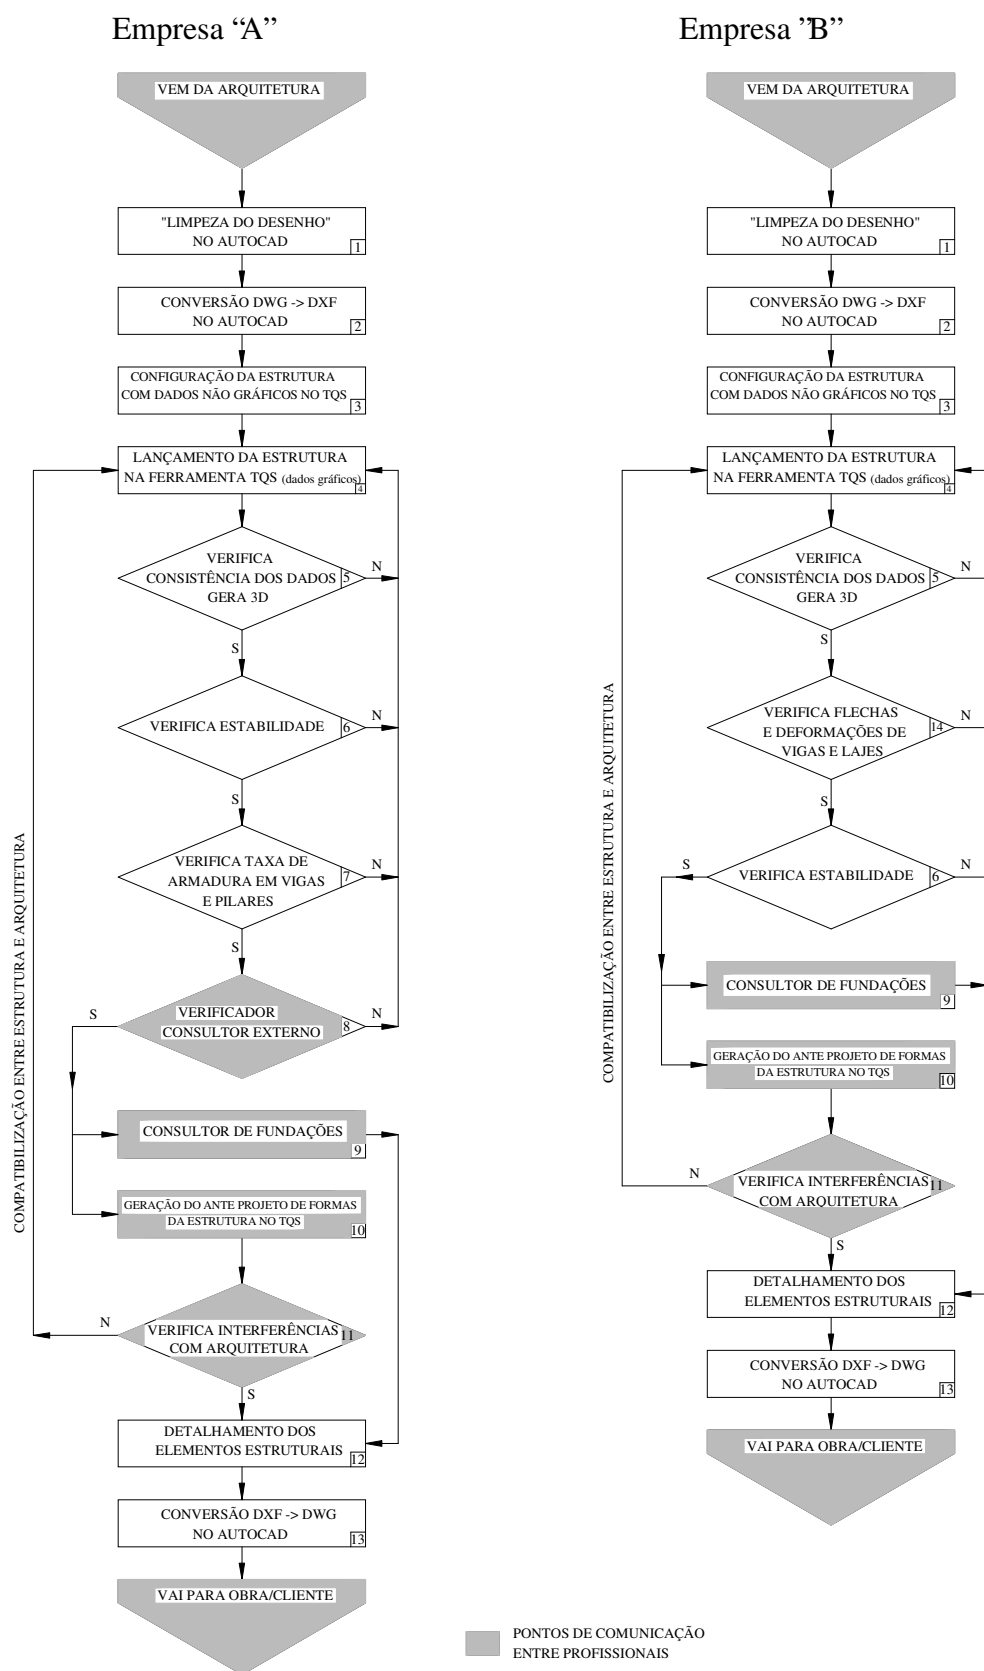 Empresa “A”
VEM DA ARQUITETURA
"LIMPEZA DO DESENHO"
NO AUTOCAD
1
CONVERSÃO DWG -> DXF
NO AUTOCAD
2
CONFIGURAÇÃO DA ESTRUTURA
COM DADOS NÃO GRÁFICOS NO TQS
3
LANÇAMENTO DA ESTRUTURA
NA FERRAMENTA TQS (dados gráficos)
4
VERIFICA
CONSISTÊNCIA DOS DADOS
GERA 3D
5
N
S
VERIFICA ESTABILIDADE
6
N
S
VERIFICA TAXA DE
ARMADURA EM VIGAS
E PILARES
7
N
S
VERIFICADOR
CONSULTOR EXTERNO
8
N
S
CONSULTOR DE FUNDAÇÕES
9
GERAÇÃO DO ANTE PROJETO DE FORMAS
DA ESTRUTURA NO TQS
10
VERIFICA INTERFERÊNCIAS
COM ARQUITETURA
11
N
S
DETALHAMENTO DOS
ELEMENTOS ESTRUTURAIS
12
CONVERSÃO DXF -> DWG
NO AUTOCAD
13
VAI PARA OBRA/CLIENTE
COMPATIBILIZAÇÃO ENTRE ESTRUTURA E ARQUITETURA
Empresa ”B”
VEM DA ARQUITETURA
"LIMPEZA DO DESENHO"
NO AUTOCAD
1
CONVERSÃO DWG -> DXF
NO AUTOCAD
2
CONFIGURAÇÃO DA ESTRUTURA
COM DADOS NÃO GRÁFICOS NO TQS
3
LANÇAMENTO DA ESTRUTURA
NA FERRAMENTA TQS (dados gráficos)
4
VERIFICA
CONSISTÊNCIA DOS DADOS
GERA 3D
5
N
S
VERIFICA FLECHAS
E DEFORMAÇÕES DE
VIGAS E LAJES
14
N
S
VERIFICA ESTABILIDADE
6
N
S
CONSULTOR DE FUNDAÇÕES
9
GERAÇÃO DO ANTE PROJETO DE FORMAS
DA ESTRUTURA NO TQS
10
VERIFICA INTERFERÊNCIAS
COM ARQUITETURA
11
N
S
DETALHAMENTO DOS
ELEMENTOS ESTRUTURAIS
12
CONVERSÃO DXF -> DWG
NO AUTOCAD
13
VAI PARA OBRA/CLIENTE
COMPATIBILIZAÇÃO ENTRE ESTRUTURA E ARQUITETURA
PONTOS DE COMUNICAÇÃO
ENTRE PROFISSIONAIS